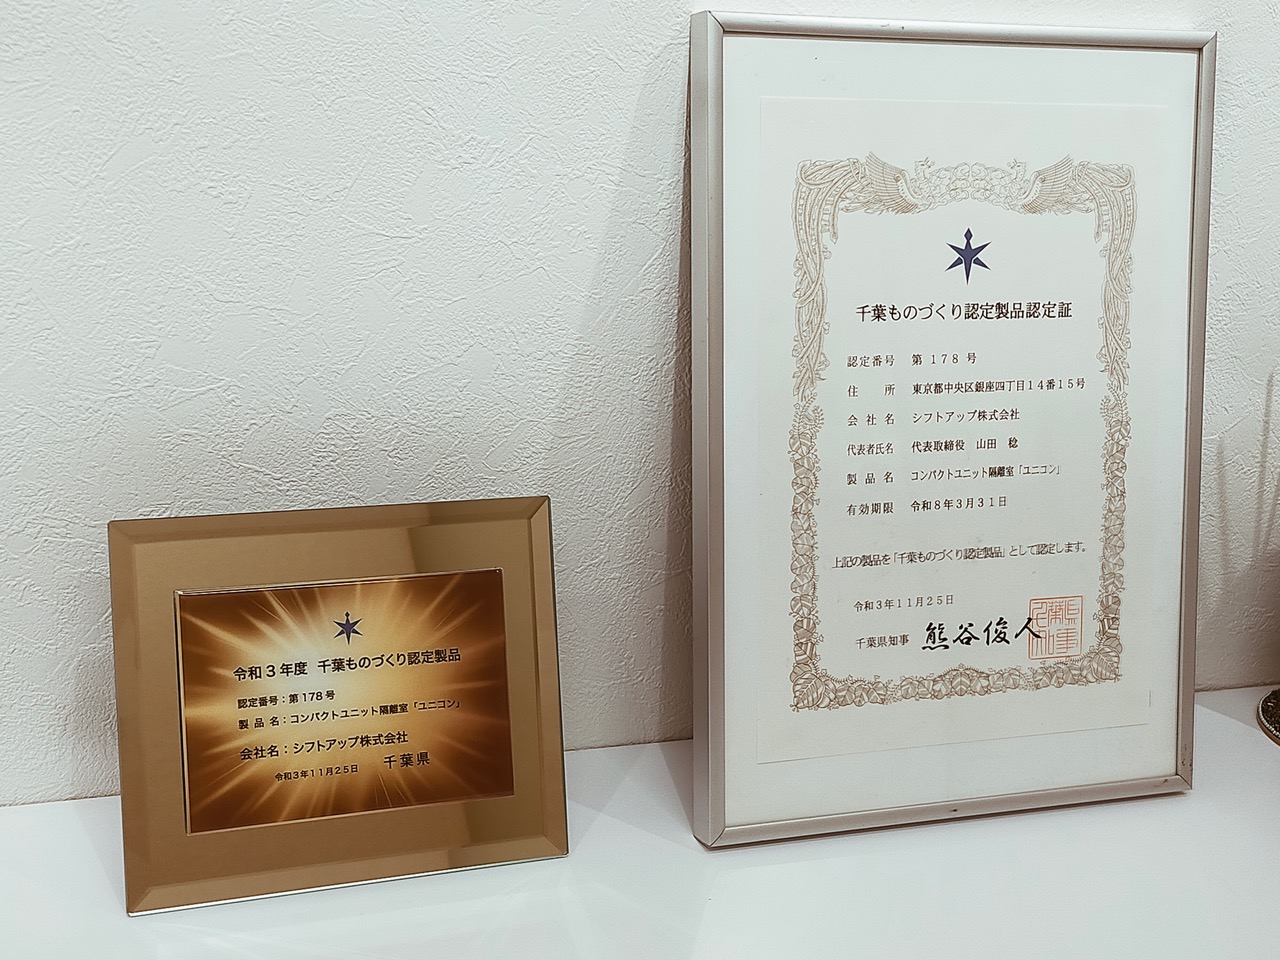 令和3年度 千葉ものづくり認定製品
認定番号：第178号
製品名：コンパクトユニット隔離室「ユニコン」
会社名：シフトアップ株式会社
令和3年11月25日 千葉県
千葉ものづくり認定製品認定証
認定番号 第178号
住所 東京都中央区銀座四丁目14番15号
会社名 シフトアップ株式会社
代表者氏名 代表取締役 山田 稔
製品名 コンパクトユニット隔離室「ユニコン」
有効期限 令和8年3月31日
上記の製品を「千葉ものづくり認定製品」として認定します。
令和3年11月25日
千葉県知事 熊谷俊人